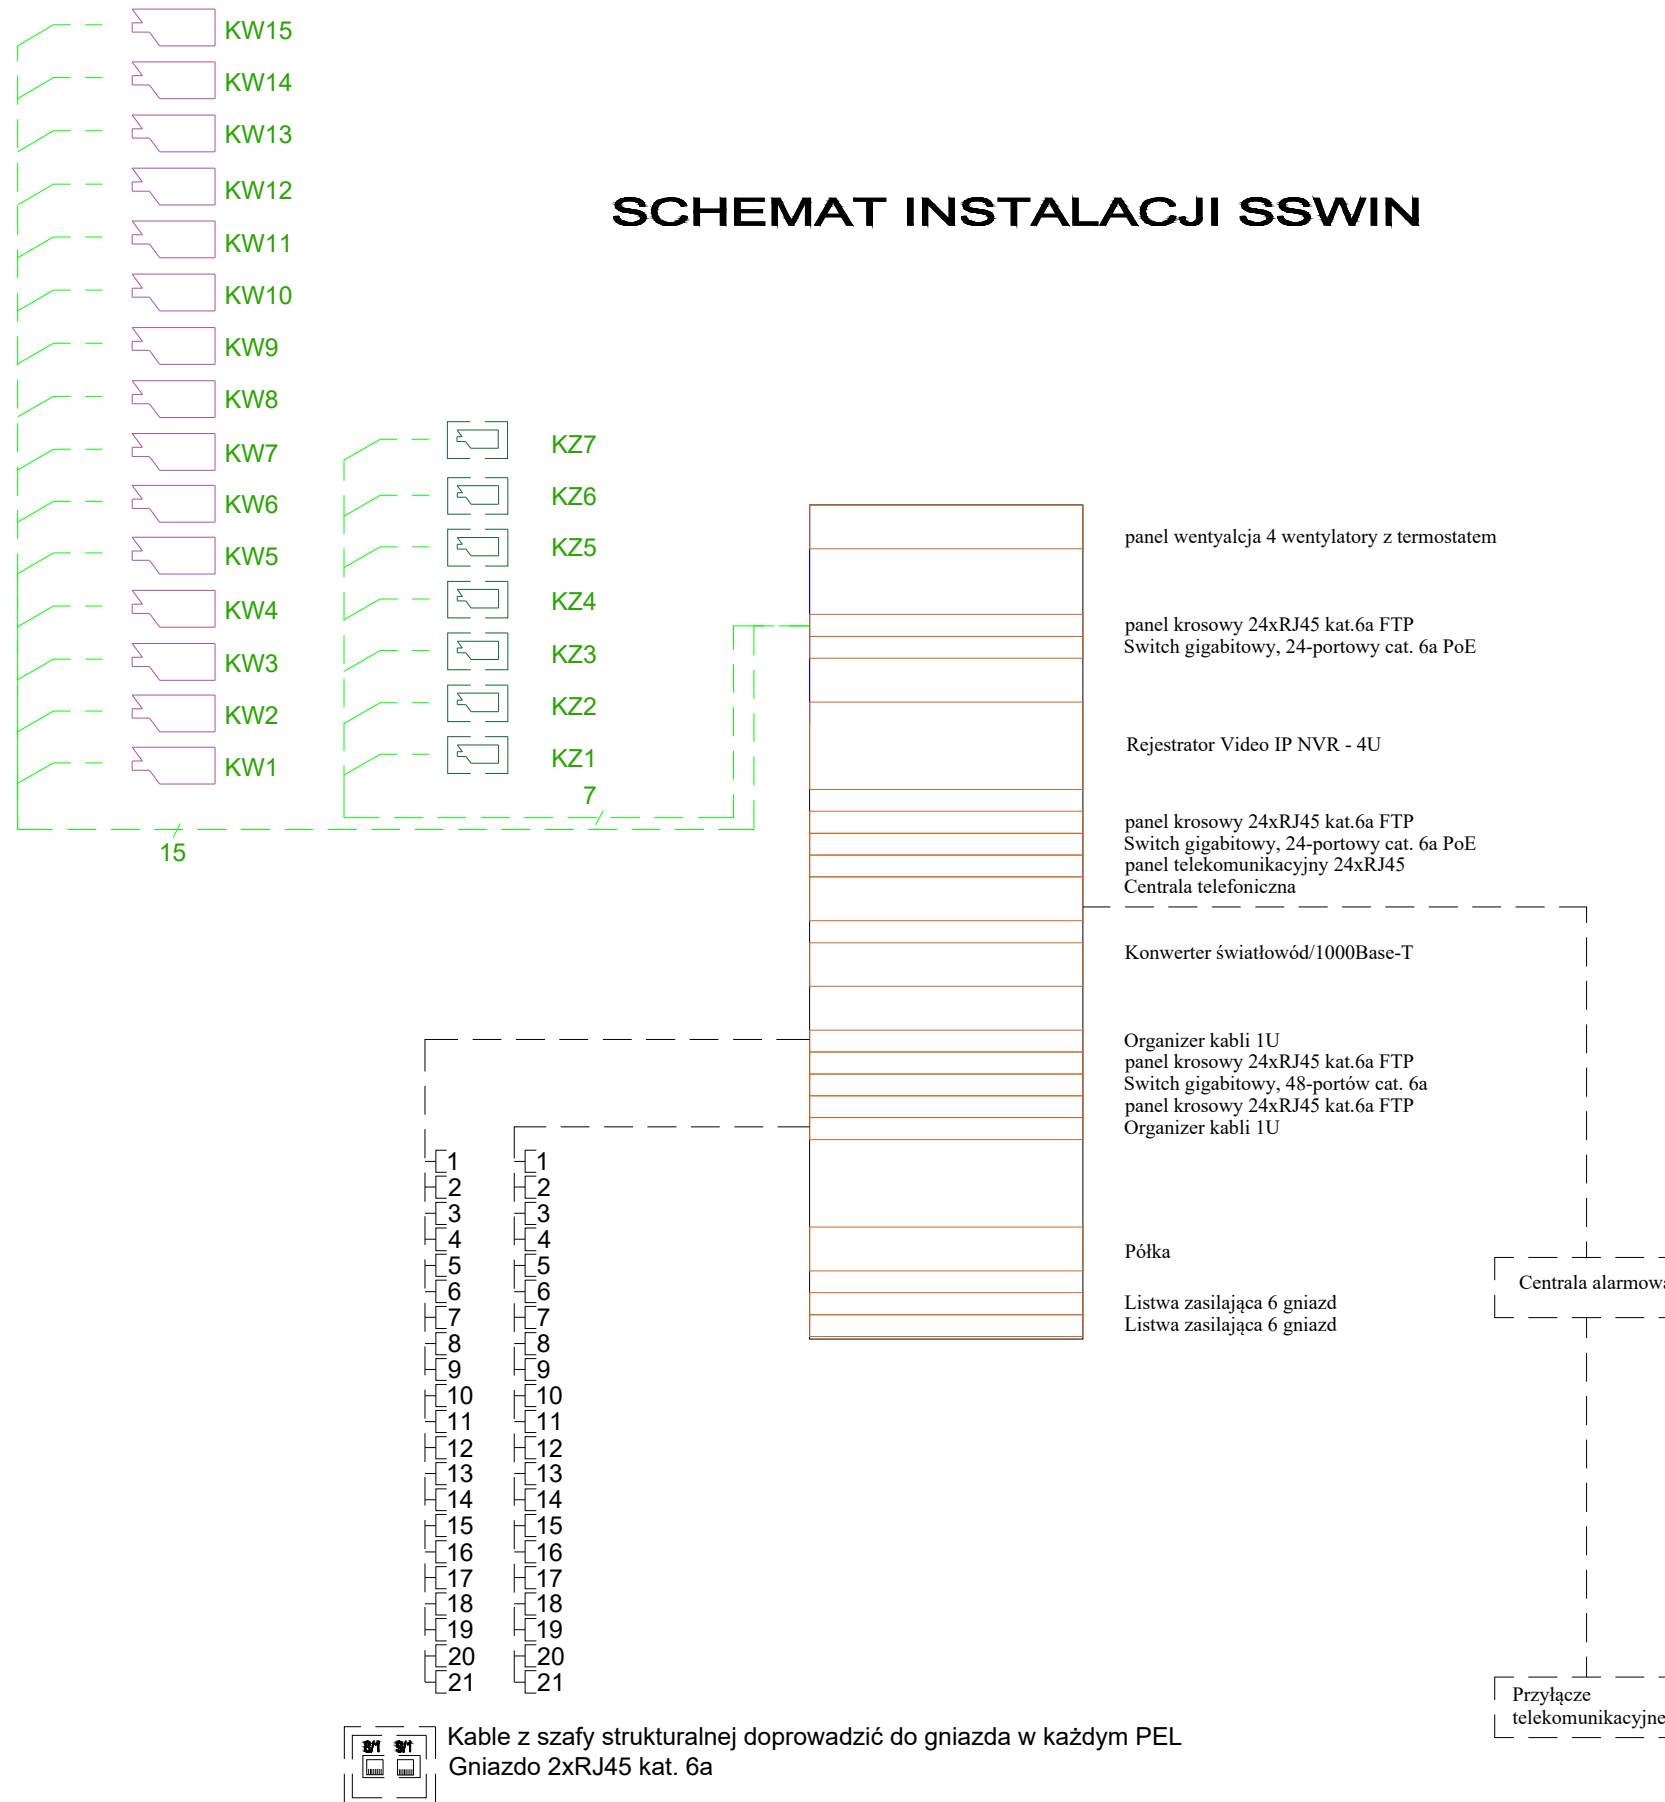 SCHEMAT INSTALACJI SSWIN
KW15
KW14
KW13
KW12
KW11
KW10
KW9
KW8
KW7
KW6
KW5
KW4
KW3
KW2
KW1
15
KZ7
KZ6
KZ5
KZ4
KZ3
KZ2
KZ1
7
panel wentyalcja 4 wentylatory z termostatem
panel krosowy 24xRJ45 kat.6a FTP
Switch gigabitowy, 24-portowy cat. 6a PoE
Rejestrator Video IP NVR - 4U
panel krosowy 24xRJ45 kat.6a FTP
Switch gigabitowy, 24-portowy cat. 6a PoE
panel telekomunikacyjny 24xRJ45
Centrala telefoniczna
Konwerter światłowód/1000Base-T
Organizer kabli 1U
panel krosowy 24xRJ45 kat.6a FTP
Switch gigabitowy, 48-portów cat. 6a
panel krosowy 24xRJ45 kat.6a FTP
Organizer kabli 1U
Półka
Listwa zasilająca 6 gniazd
Listwa zasilająca 6 gniazd
Centrala alarmowa
Przyłącze
telekomunikacyjne
1 1
2 2
3 3
4 4
5 5
6 6
7 7
8 8
9 9
10 10
11 11
12 12
13 13
14 14
15 15
16 16
17 17
18 18
19 19
20 20
21 21
Kable z szafy strukturalnej doprowadzić do gniazda w każdym PEL
Gniazdo 2xRJ45 kat. 6a